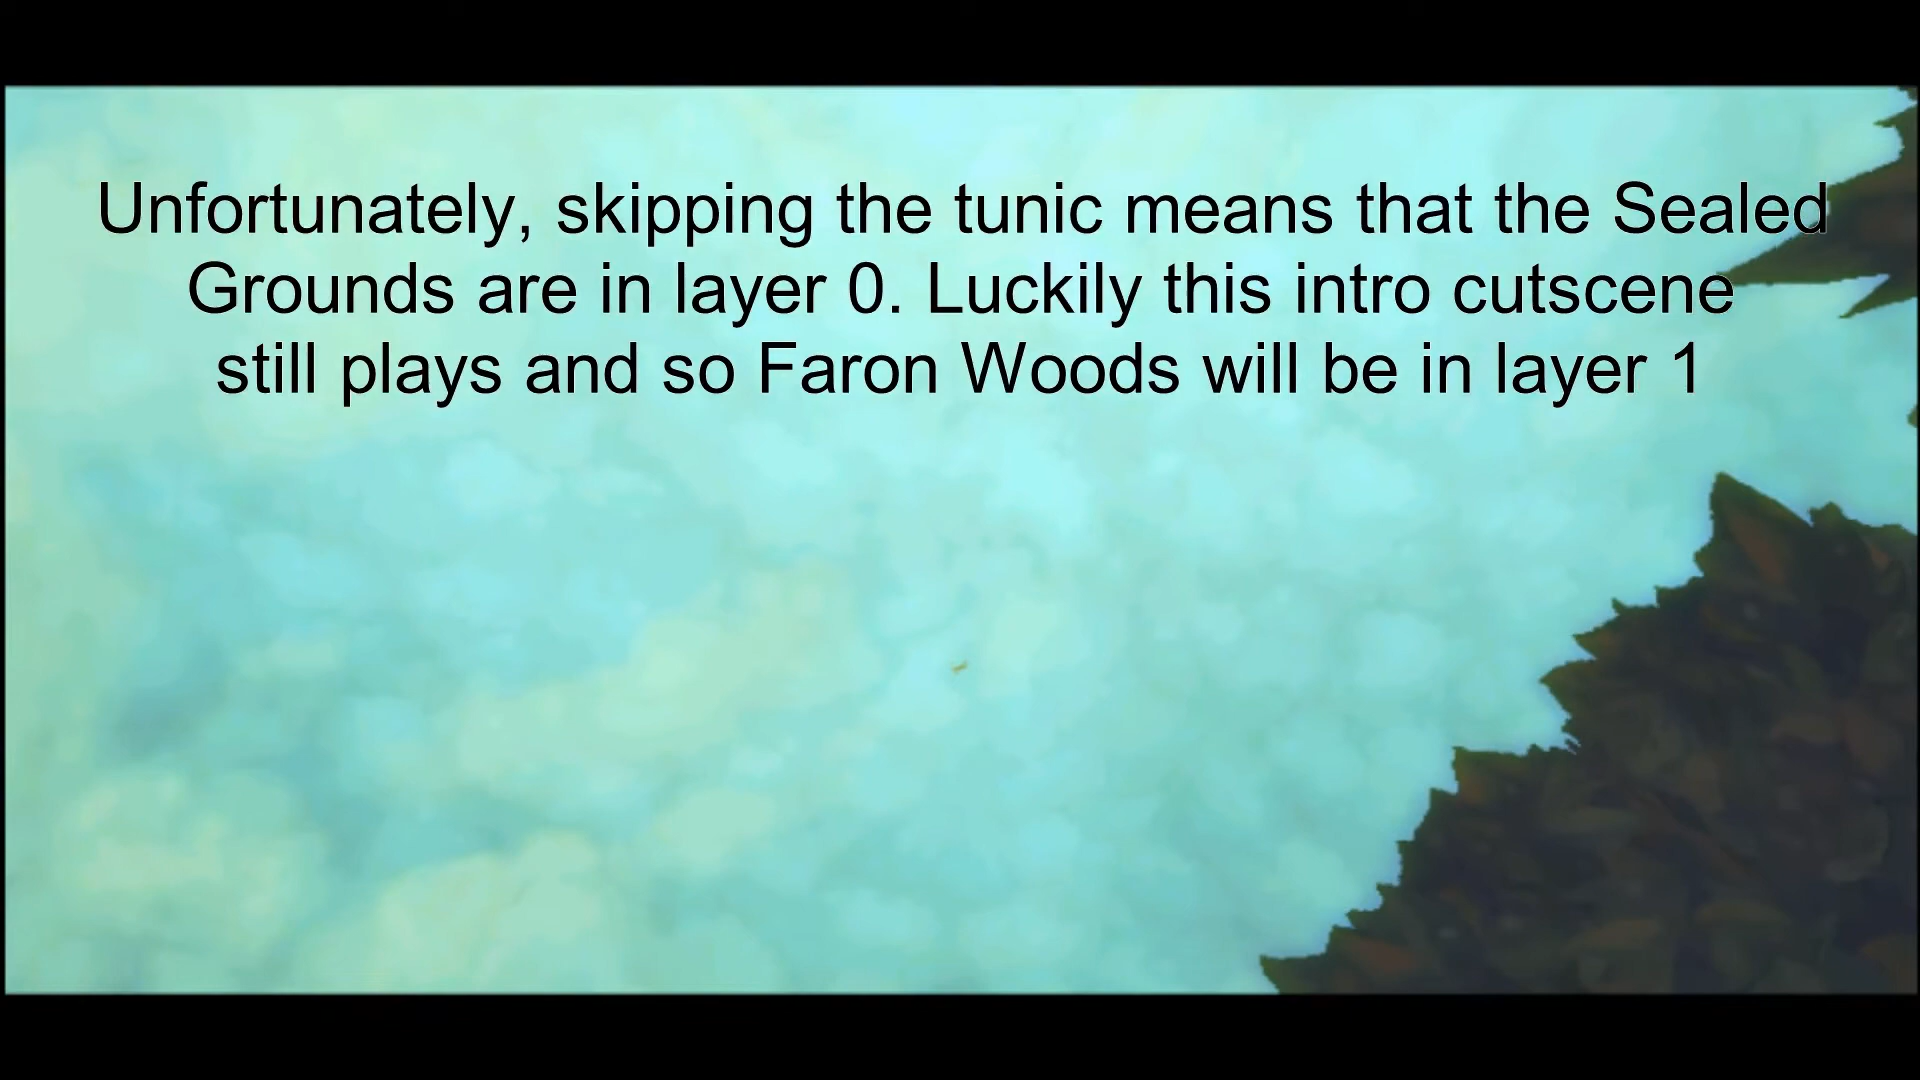 Unfortunately, skipping the tunic means that the Sealed
Grounds are in layer 0. Luckily this intro cutscene
still plays and so Faron Woods will be in layer 1